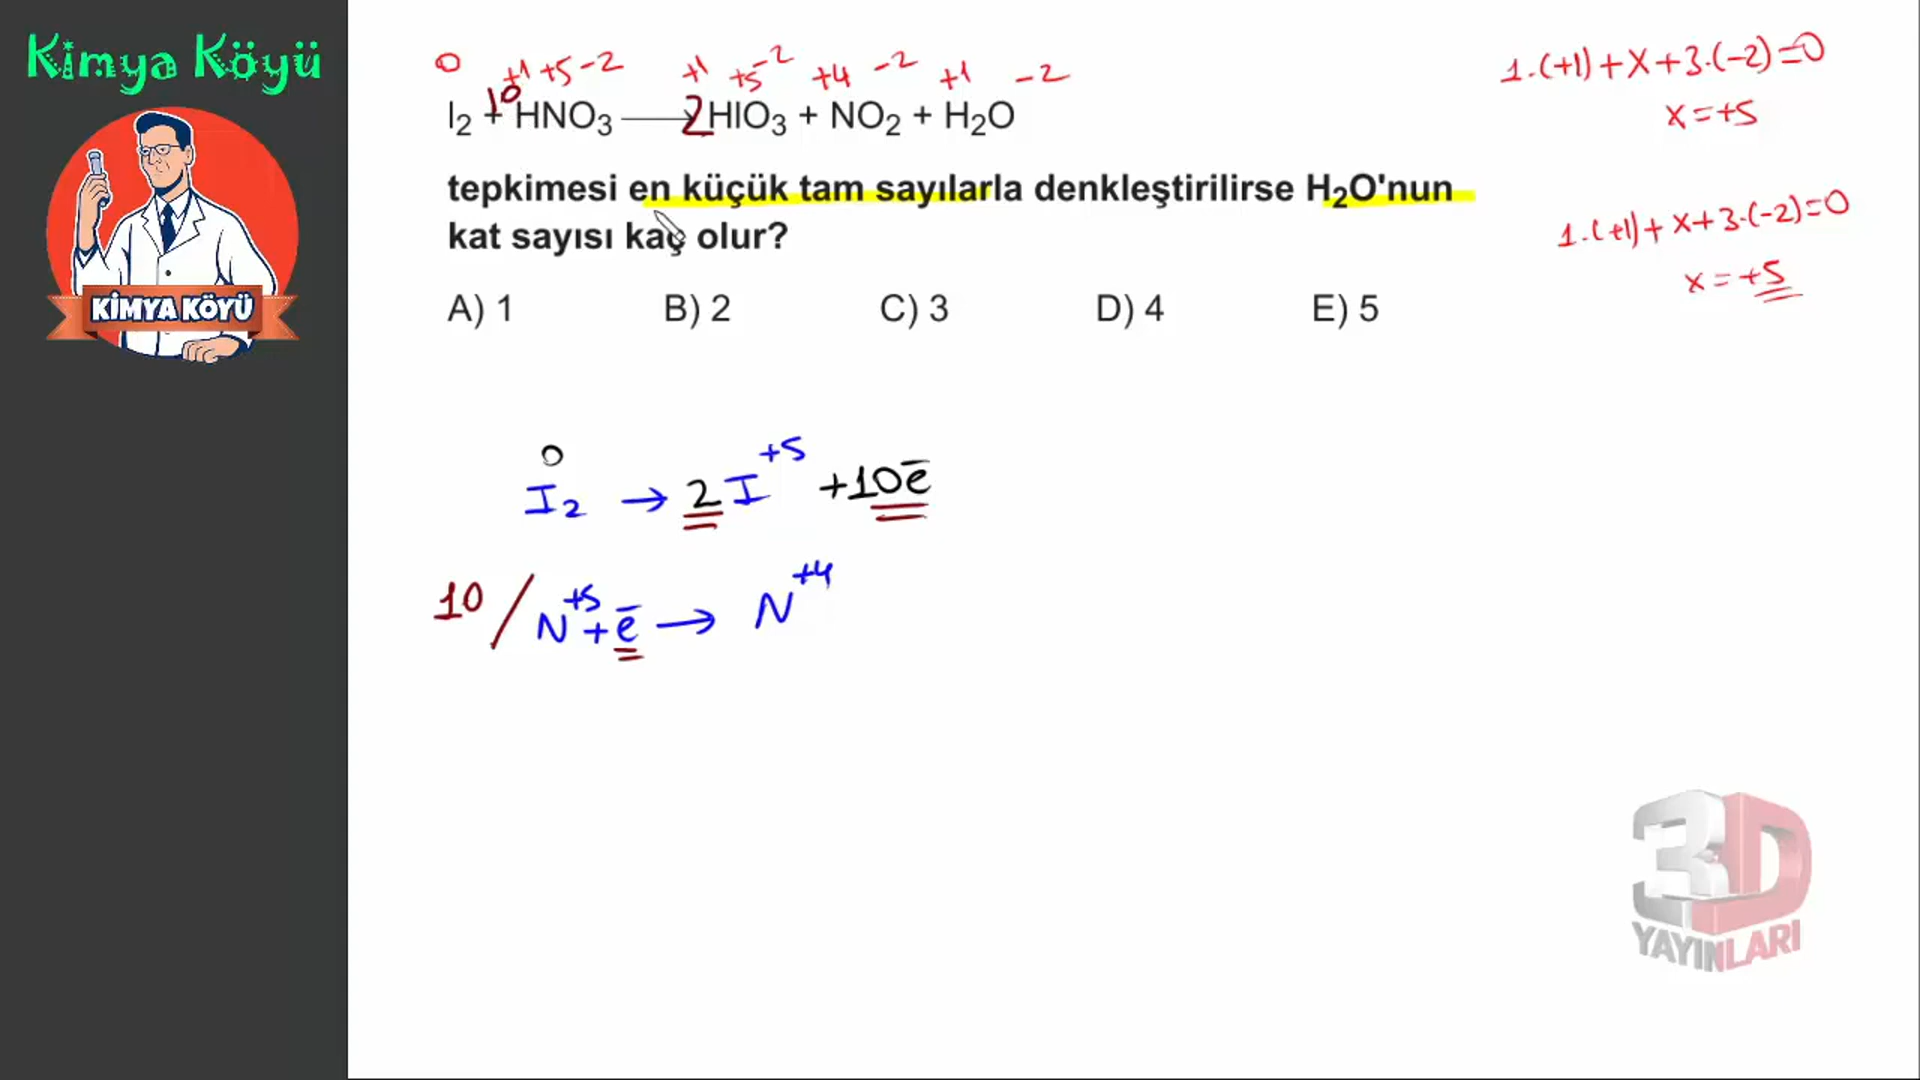 Kimya Köyü
KİMYA KÖYÜ
0 +1 +5 -2 +1 +5 -2 +4 -2 +1 -2
I₂ + 10HNO₃ → 2HIO₃ + NO₂ + H₂O
tepkimesi en küçük tam sayılarla denkleştirilirse H₂O'nun
kat sayısı kaç olur?
A) 1 B) 2 C) 3 D) 4 E) 5
1.(+1)+x+3.(-2)=0
x=+5
1.(+1)+x+3.(-2)=0
x=+5
0
I₂ → 2I⁺⁵ +10e⁻
10/N⁺⁵+e⁻ → N⁺⁴
3D
YAYINLARI